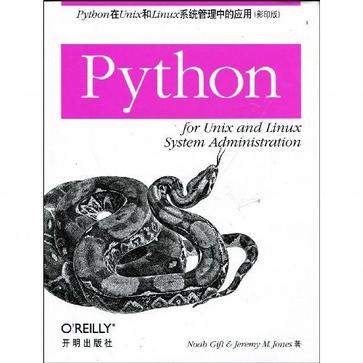 Python在Unix和Linux系统管理中的应用(影印版)
Python
for Unix and Linux
System Administration
O'REILLY®
开明出版社
Noah Gift & Jeremy M. Jones 著